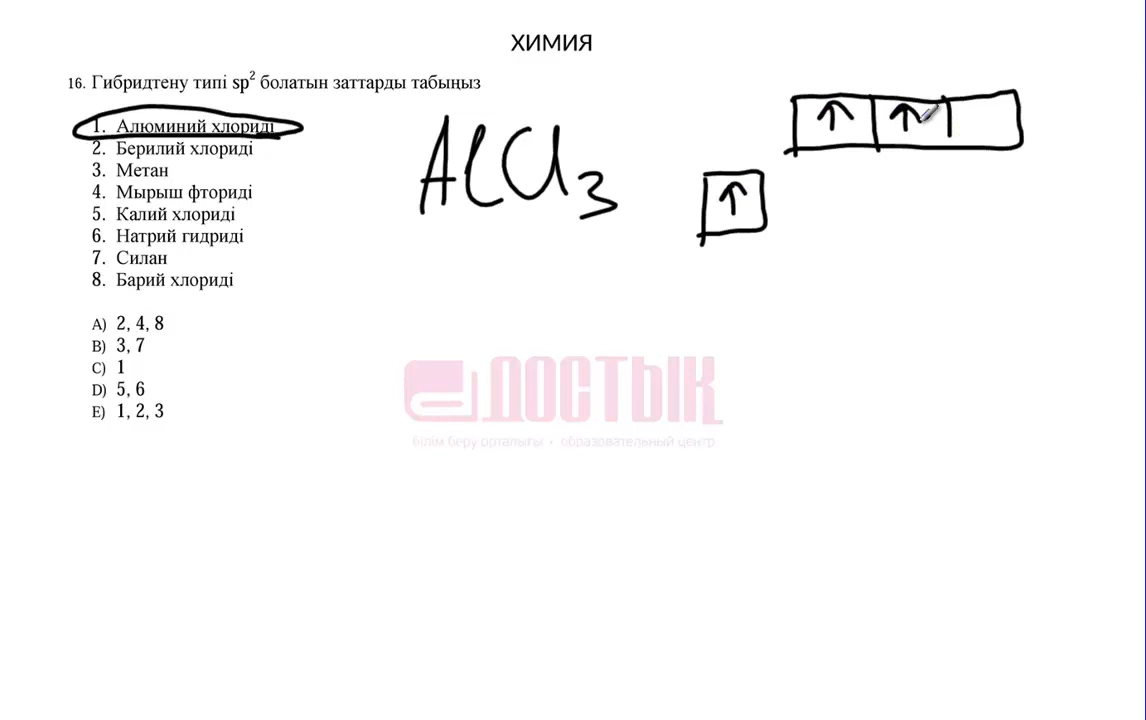 ХИМИЯ
16. Гибридтену типі sp² болатын заттарды табыңыз
1. Алюминий хлориді
2. Берилий хлориді
3. Метан
4. Мырыш фториді
5. Калий хлориді
6. Натрий гидриді
7. Силан
8. Барий хлориді
A) 2, 4, 8
B) 3, 7
C) 1
D) 5, 6
E) 1, 2, 3
AlCl₃
ДОСТЫҚ
білім беру орталығы • образовательный центр